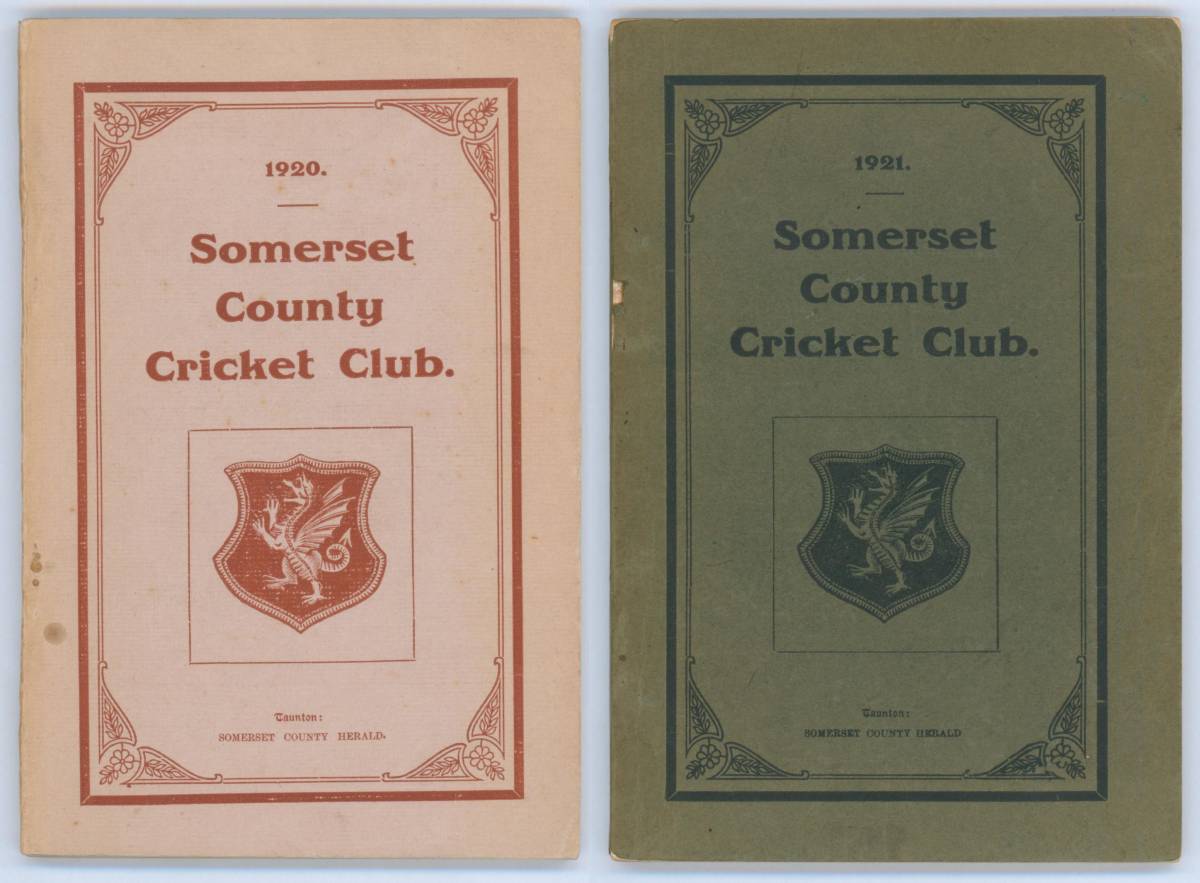 1920.
Somerset
County
Cricket Club.
Taunton:
SOMERSET COUNTY HERALD.
1921.
Somerset
County
Cricket Club.
Taunton:
SOMERSET COUNTY HERALD